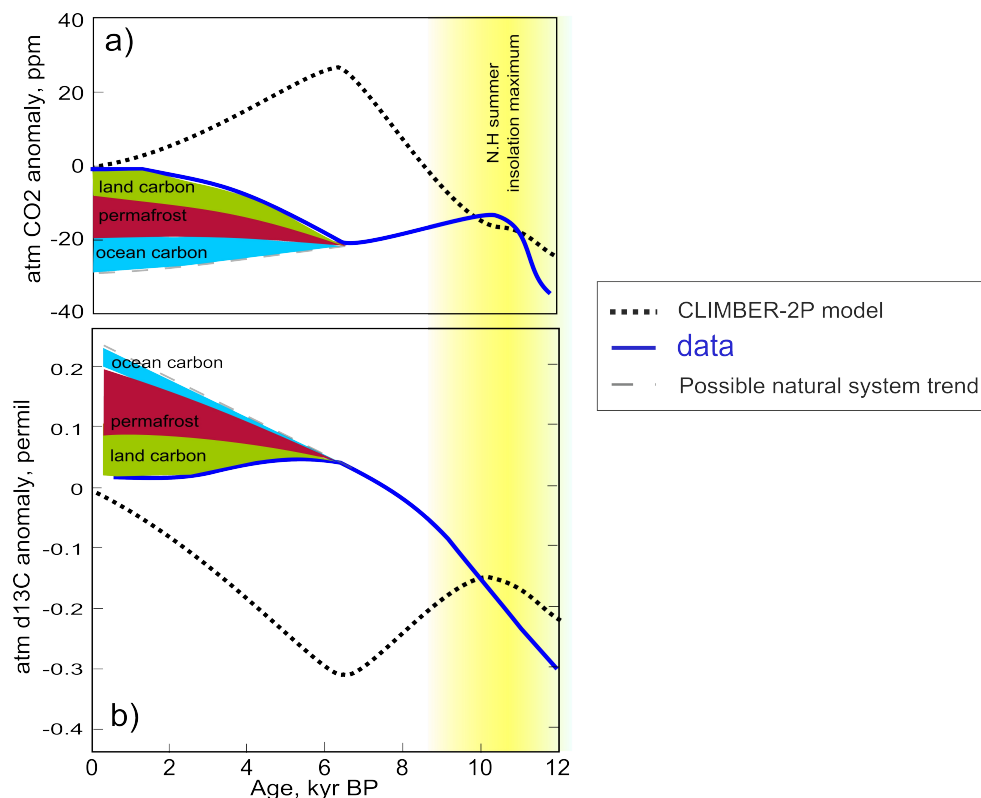 a)
atm CO2 anomaly, ppm
40
20
0
-20
-40
land carbon
permafrost
ocean carbon
N.H summer
insolation maximum
b)
atm d13C anomaly, permil
0.2
0.1
0
-0.1
-0.2
-0.3
-0.4
ocean carbon
permafrost
land carbon
0 2 4 6 8 10 12
Age, kyr BP
CLIMBER-2P model
data
Possible natural system trend